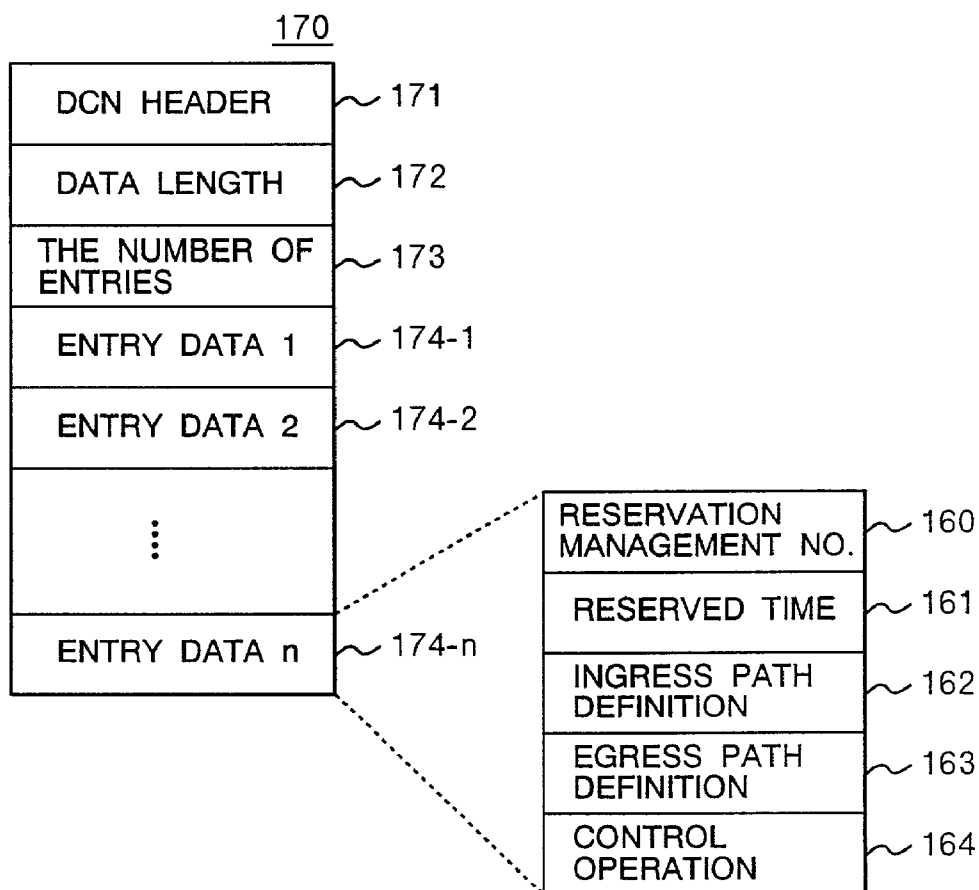 170
DCN HEADER
171
DATA LENGTH
172
THE NUMBER OF
ENTRIES
173
ENTRY DATA 1
174-1
ENTRY DATA 2
174-2
ENTRY DATA n
174-n
RESERVATION
MANAGEMENT NO.
160
RESERVED TIME
161
INGRESS PATH
DEFINITION
162
EGRESS PATH
DEFINITION
163
CONTROL
OPERATION
164